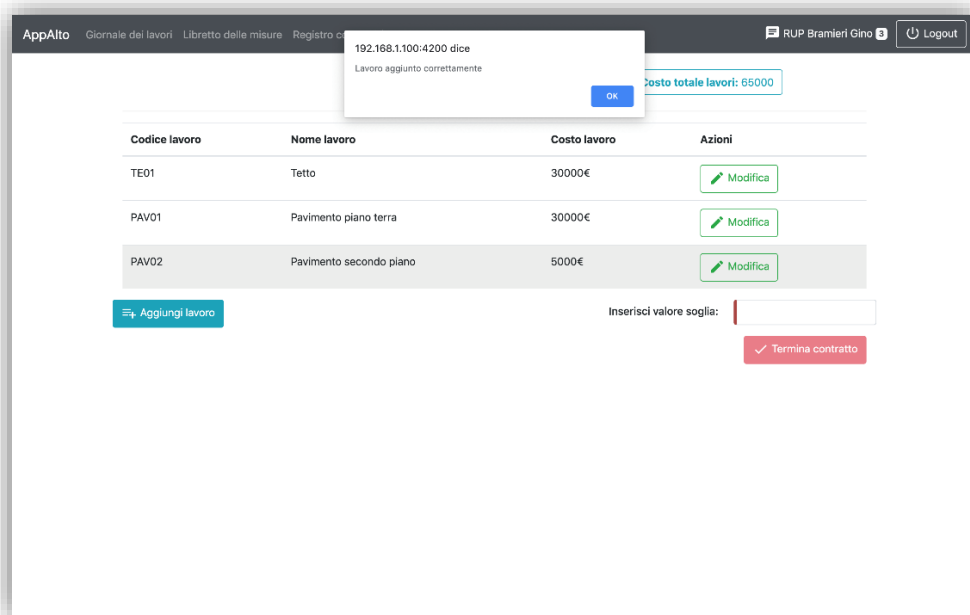 AppAlto Giornale dei lavori Libretto delle misure Registro RUP Bramieri Gino 3 Logout
192.168.1.100:4200 dice
Lavoro aggiunto correttamente
OK
Costo totale lavori: 65000
Codice lavoro Nome lavoro Costo lavoro Azioni
TE01 Tetto 30000€ Modifica
PAV01 Pavimento piano terra 30000€ Modifica
PAV02 Pavimento secondo piano 5000€ Modifica
Aggiungi lavoro Inserisci valore soglia:
Termina contratto